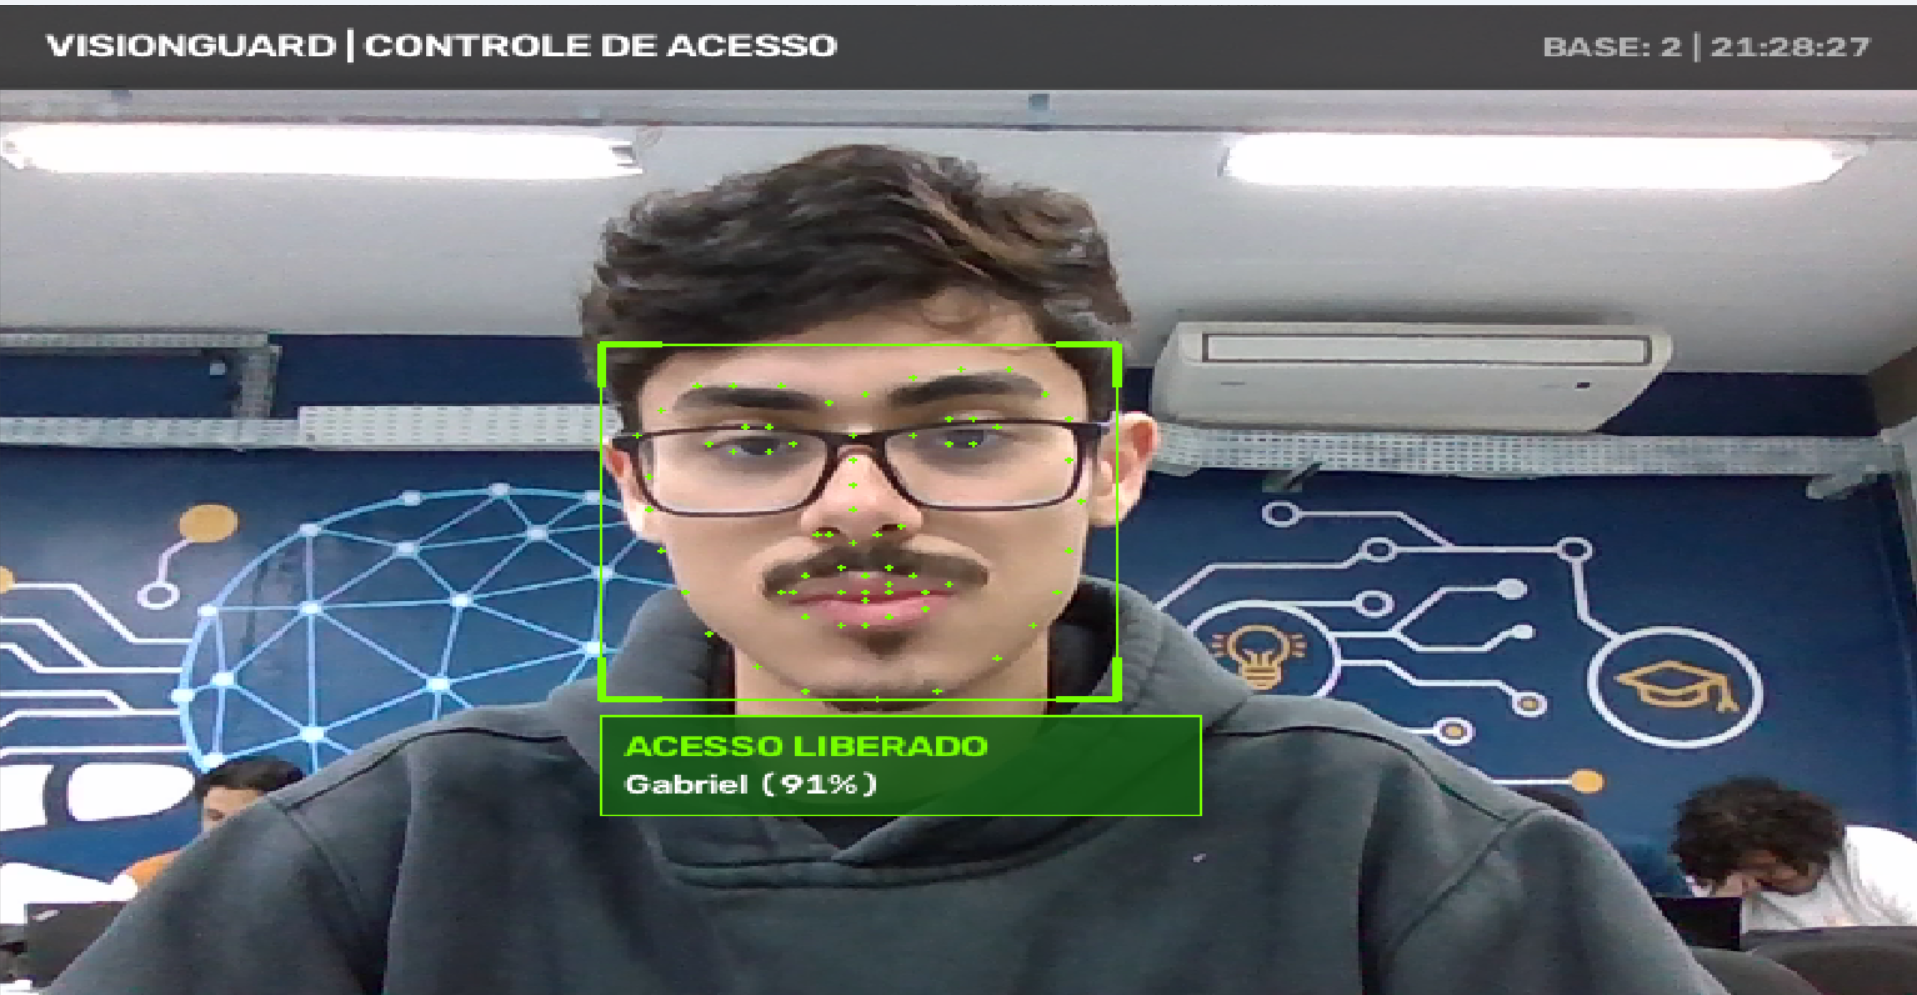 VISIONGUARD | CONTROLE DE ACESSO
BASE: 2 | 21:28:27
ACESSO LIBERADO
Gabriel (91%)